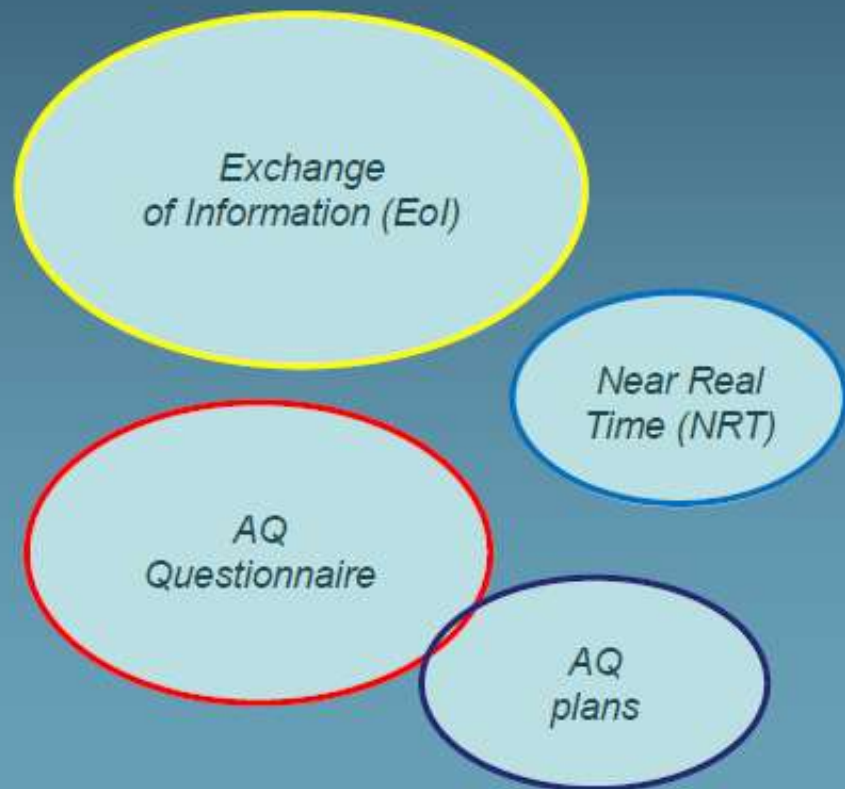 Exchange
of Information (EoI)
Near Real
Time (NRT)
AQ
Questionnaire
AQ
plans